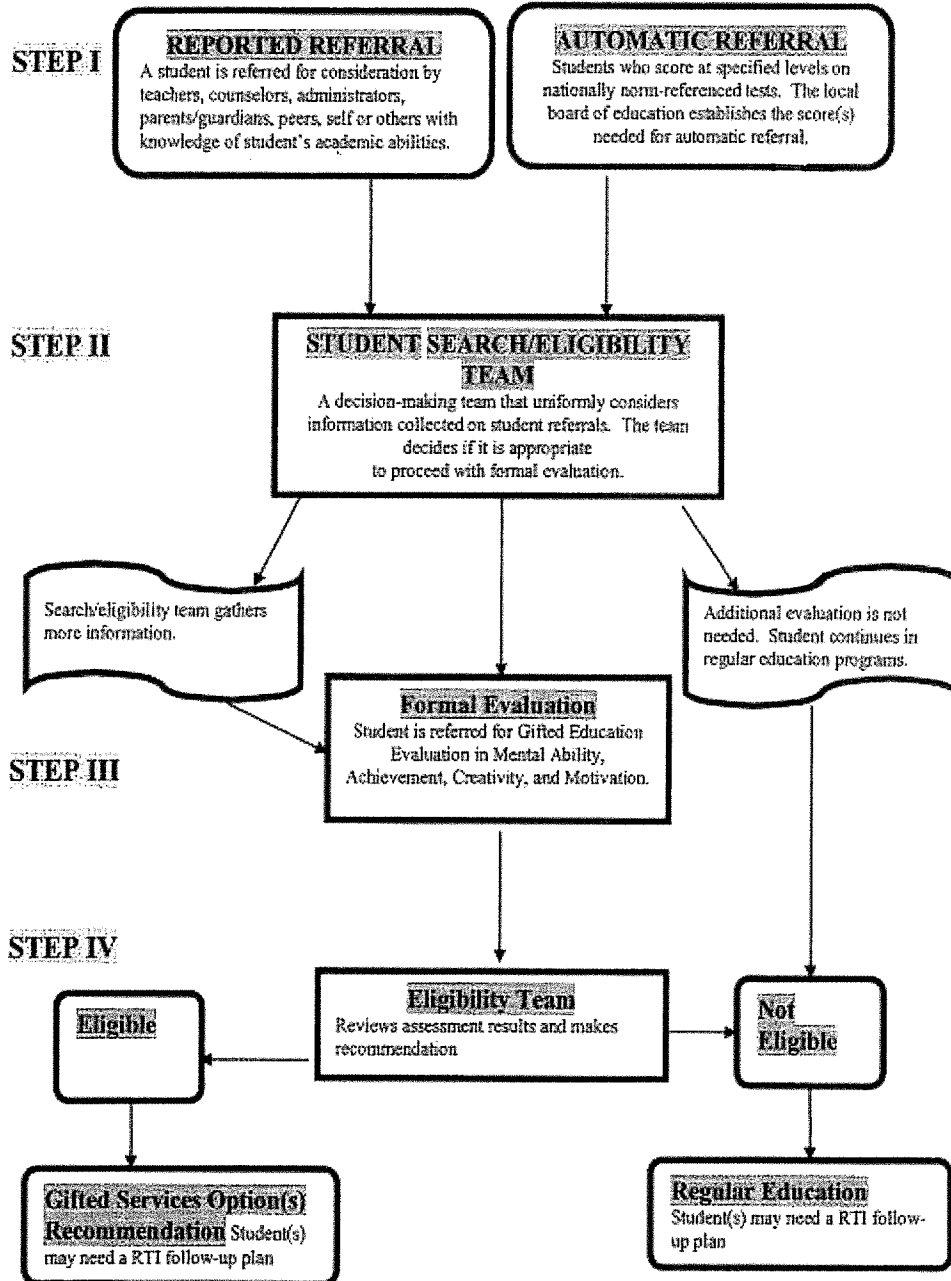 STEP I
REPORTED REFERRAL
A student is referred for consideration by
teachers, counselors, administrators,
parents/guardians, peers, self or others with
knowledge of student's academic abilities.
AUTOMATIC REFERRAL
Students who score at specified levels on
nationally norm-referenced tests. The local
board of education establishes the score(s)
needed for automatic referral.
STEP II
STUDENT SEARCH/ELIGIBILITY
TEAM
A decision-making team that uniformly considers
information collected on student referrals. The team
decides if it is appropriate
to proceed with formal evaluation.
Search/eligibility team gathers
more information.
Additional evaluation is not
needed. Student continues in
regular education programs.
STEP III
Formal Evaluation
Student is referred for Gifted Education
Evaluation in Mental Ability,
Achievement, Creativity, and Motivation.
STEP IV
Eligibility Team
Reviews assessment results and makes
recommendation
Eligible
Not
Eligible
Gifted Services Option(s)
Recommendation Student(s)
may need a RTI follow-up plan
Regular Education
Student(s) may need a RTI follow-
up plan